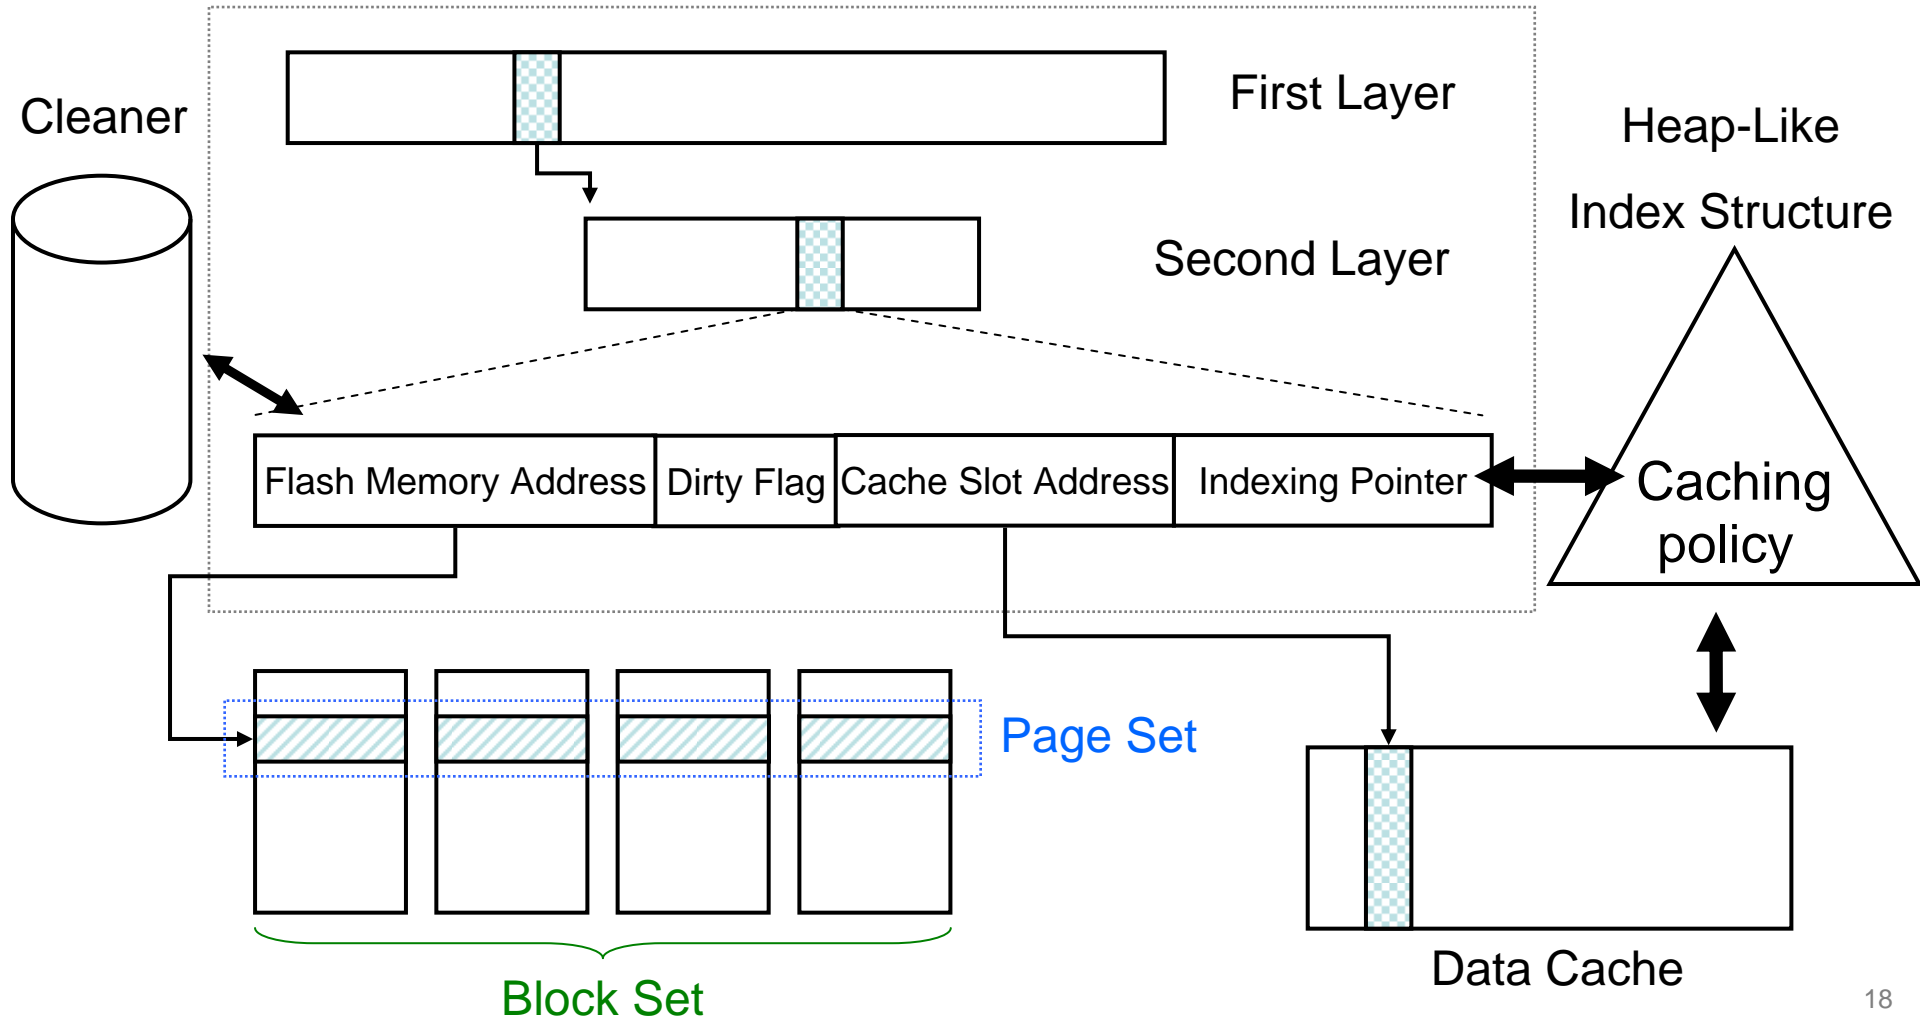 First Layer
Cleaner
Heap-Like
Index Structure
Second Layer
Flash Memory Address
Dirty Flag
Cache Slot Address
Indexing Pointer
Caching
policy
Page Set
Data Cache
Block Set
18